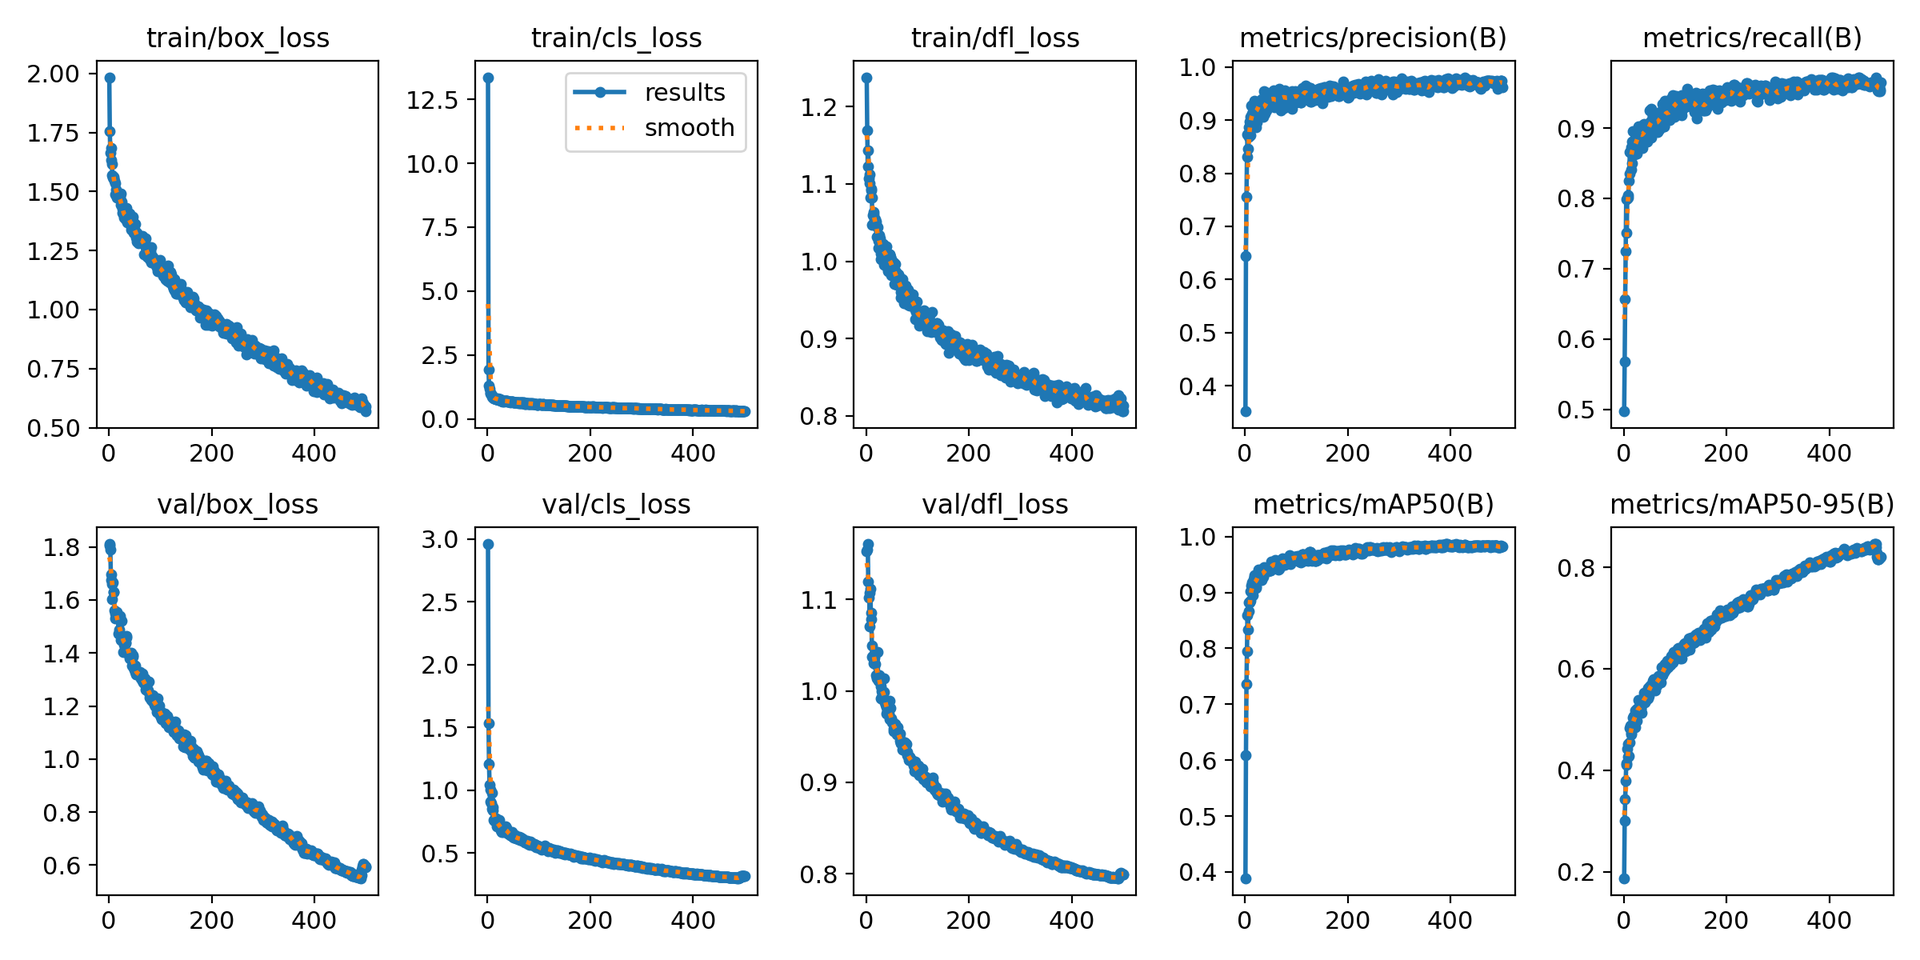 train/box_loss
2.00
1.75
1.50
1.25
1.00
0.75
0.50
0 200 400
train/cls_loss
results
smooth
12.5
10.0
7.5
5.0
2.5
0.0
0 200 400
train/dfl_loss
1.2
1.1
1.0
0.9
0.8
0 200 400
metrics/precision(B)
1.0
0.9
0.8
0.7
0.6
0.5
0.4
0 200 400
metrics/recall(B)
0.9
0.8
0.7
0.6
0.5
0 200 400
val/box_loss
1.8
1.6
1.4
1.2
1.0
0.8
0.6
0 200 400
val/cls_loss
3.0
2.5
2.0
1.5
1.0
0.5
0 200 400
val/dfl_loss
1.1
1.0
0.9
0.8
0 200 400
metrics/mAP50(B)
1.0
0.9
0.8
0.7
0.6
0.5
0.4
0 200 400
metrics/mAP50-95(B)
0.8
0.6
0.4
0.2
0 200 400